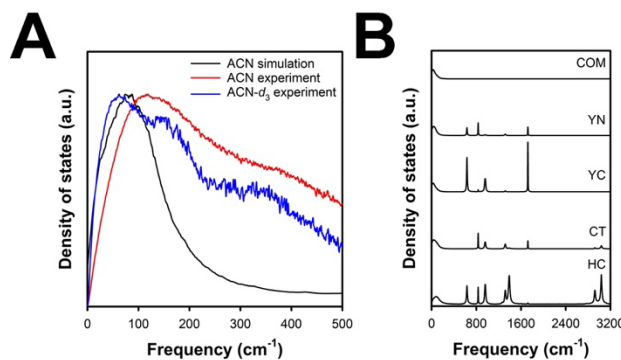 A
ACN simulation
ACN experiment
ACN-d3 experiment
Density of states (a.u.)
0 100 200 300 400 500
Frequency (cm-1)
B
COM
YN
YC
CT
HC
Density of states (a.u.)
0 800 1600 2400 3200
Frequency (cm-1)